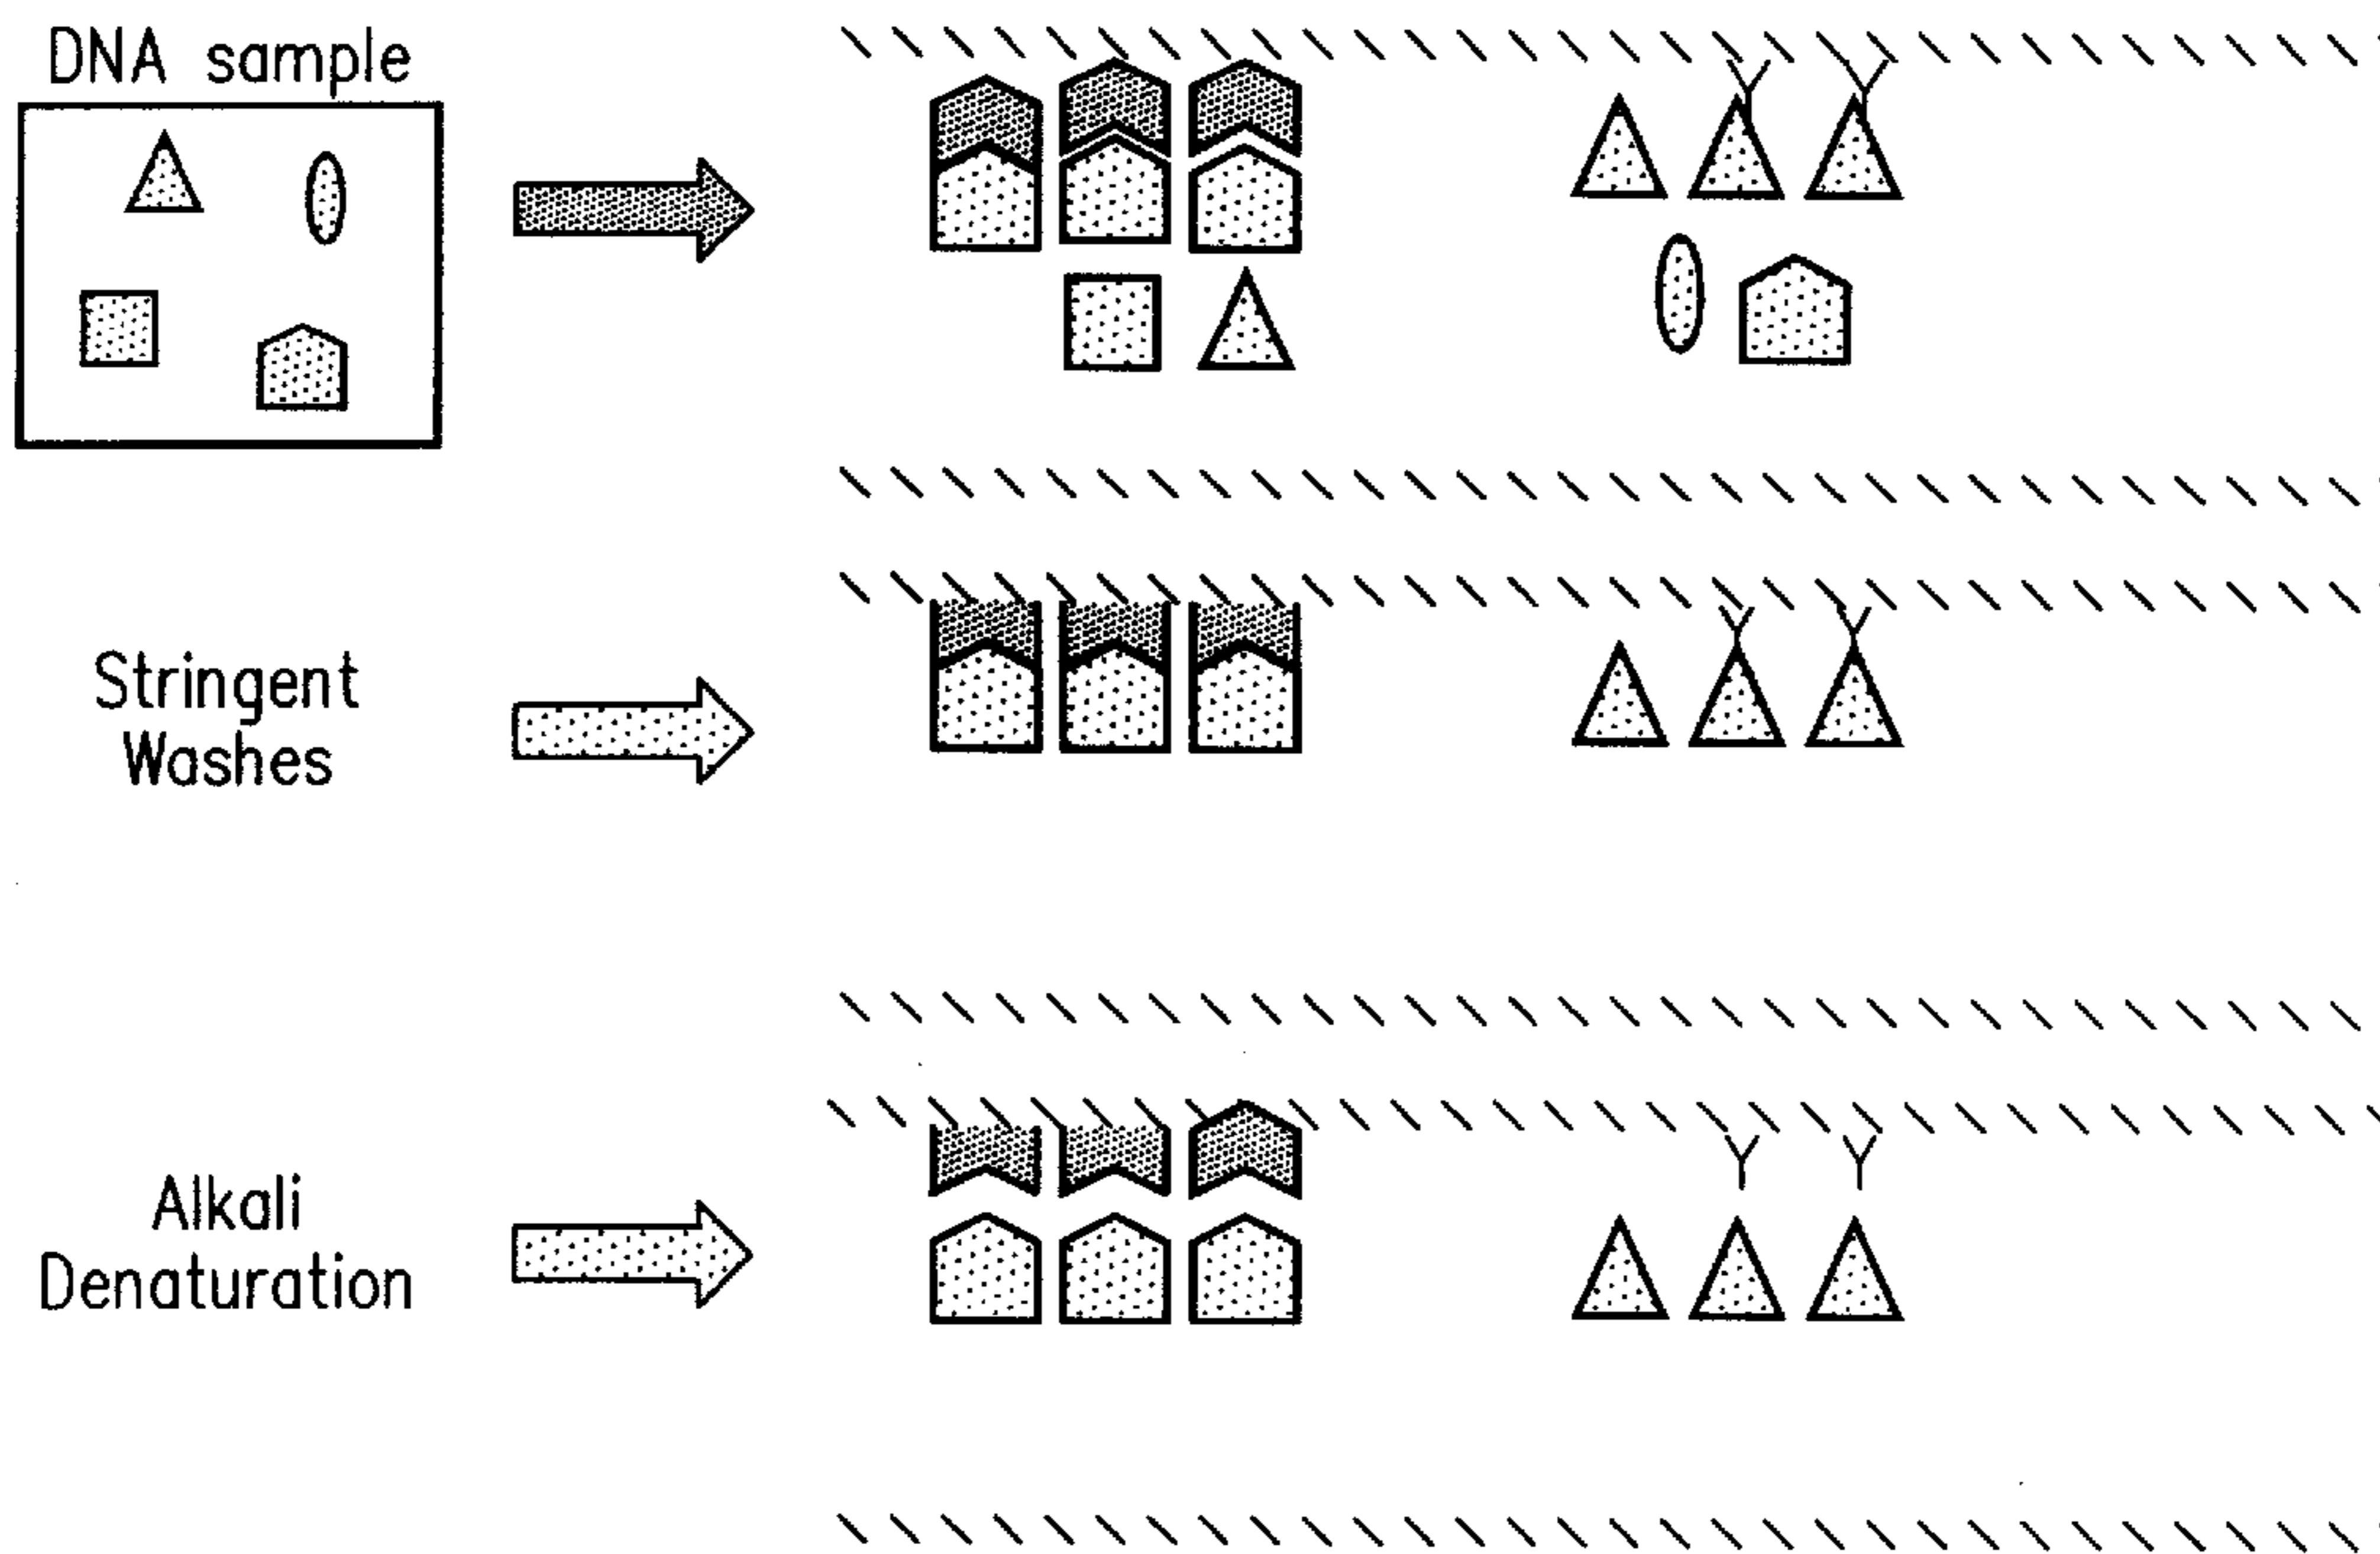 DNA sample
Stringent
Washes
Alkali
Denaturation